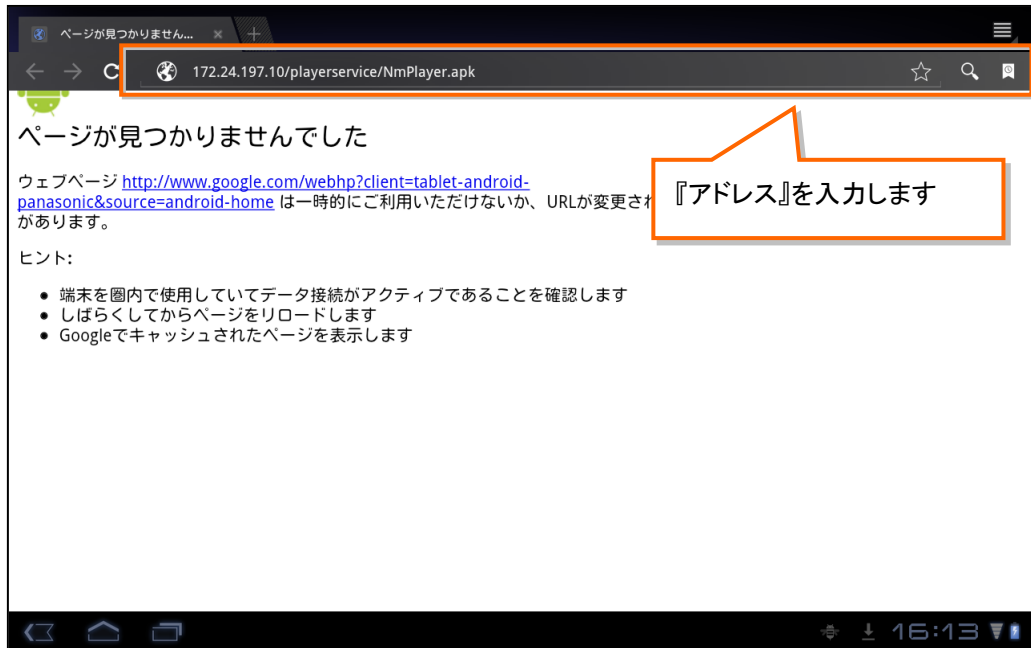 ページが見つかりません...
172.24.197.10/playerservice/NmPlayer.apk
ページが見つかりませんでした
『アドレス』を入力します
ウェブページ http://www.google.com/webhp?client=tablet-android-
panasonic&source=android-home は一時的にご利用いただけないか、URLが変更され
があります。
ヒント:
端末を圏内で使用していてデータ接続がアクティブであることを確認します
しばらくしてからページをリロードします
Googleでキャッシュされたページを表示します
16:13